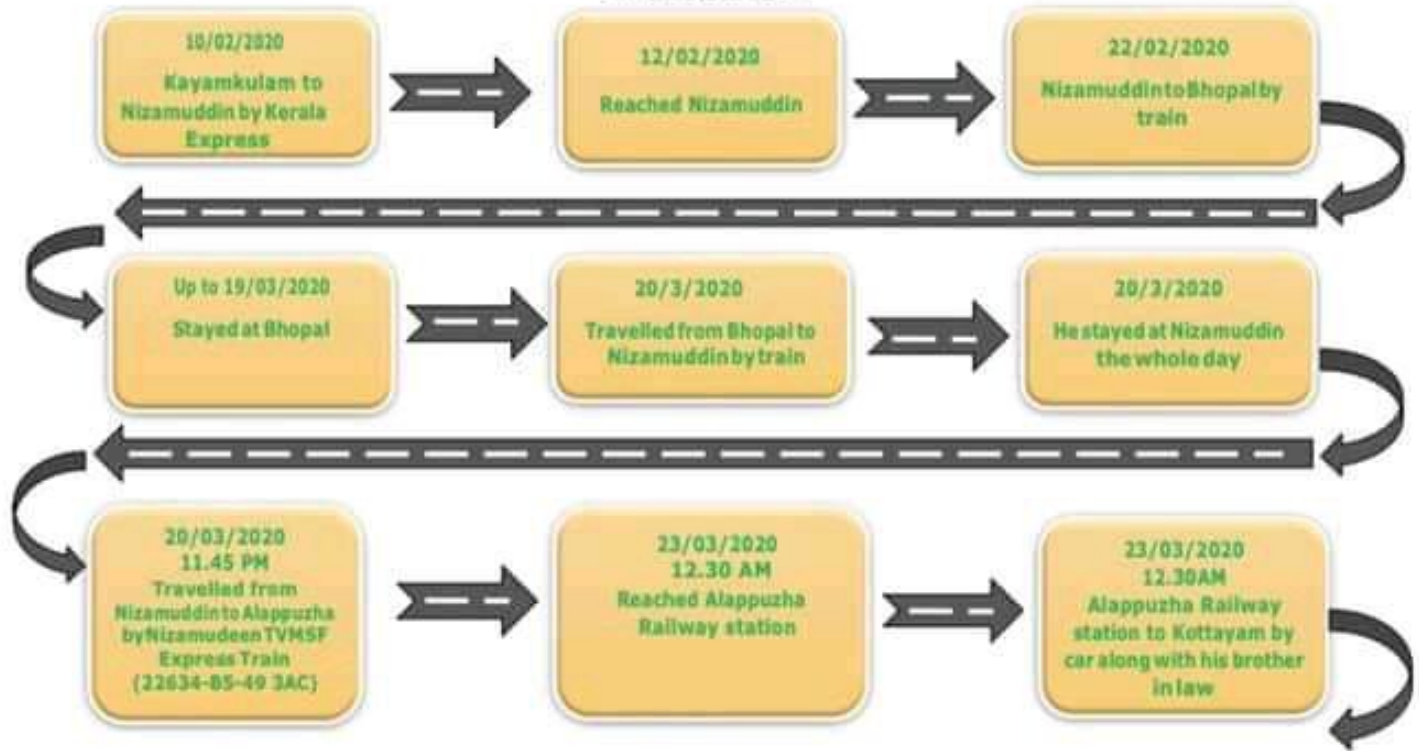 10/02/2020
Kayamkulam to
Nizamuddin by Kerala
Express
12/02/2020
Reached Nizamuddin
22/02/2020
NizamuddintoBhopalby
train
Up to 19/03/2020
Stayed at Bhopal
20/3/2020
Travelled from Bhopal to
Nizamuddin by train
20/3/2020
He stayed at Nizamuddin
the whole day
20/03/2020
11.45 PM
Travelled from
Nizamuddin to Alappuzha
by Nizamudeen TVMSF
Express Train
(22634-B5-49 3AC)
23/03/2020
12.30 AM
Reached Alappuzha
Railway station
23/03/2020
12.30AM
Alappuzha Railway
station to Kottayam by
car along with his brother
in law